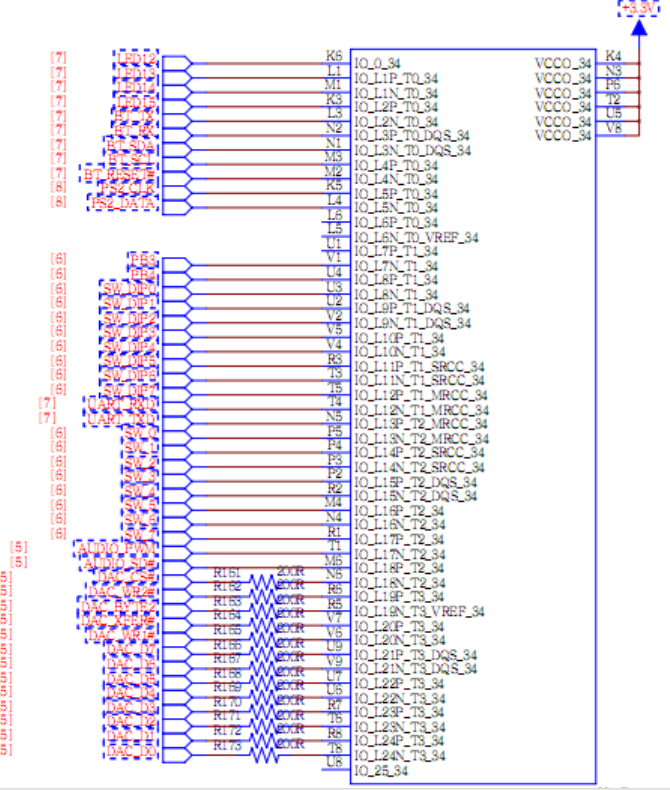 +3.3V
[7] LED12 K6 IO_0_34 VCCO_34 K4
[7] LED13 L1 IO_L1P_T0_34 VCCO_34 N3
[7] LED14 M1 IO_L1N_T0_34 VCCO_34 P6
[7] LED15 K3 IO_L2P_T0_34 VCCO_34 T2
[7] BT_TX L3 IO_L2N_T0_34 VCCO_34 U5
[7] BT_RX N2 IO_L3P_T0_DQS_34 VCCO_34 V8
[7] BT_SDA N1 IO_L3N_T0_DQS_34
[7] BT_SCL M3 IO_L4P_T0_34
[7] BT_RESET# M2 IO_L4N_T0_34
[8] PS2_CLK K5 IO_L5P_T0_34
[8] PS2_DATA L4 IO_L5N_T0_34
L6 IO_L6P_T0_34
L5 IO_L6N_T0_VREF_34
U1 IO_L7P_T1_34
[6] PB3 V1 IO_L7N_T1_34
[6] PB4 U4 IO_L8P_T1_34
[6] SW_DIP0 U3 IO_L8N_T1_34
[6] SW_DIP1 U2 IO_L9P_T1_DQS_34
[6] SW_DIP2 V2 IO_L9N_T1_DQS_34
[6] SW_DIP3 V5 IO_L10P_T1_34
[6] SW_DIP4 V4 IO_L10N_T1_34
[6] SW_DIP5 R3 IO_L11P_T1_SRCC_34
[6] SW_DIP6 T3 IO_L11N_T1_SRCC_34
[6] SW_DIP7 T5 IO_L12P_T1_MRCC_34
[7] UART_RXD T4 IO_L12N_T1_MRCC_34
[7] UART_TXD N5 IO_L13P_T2_MRCC_34
[6] SW_0 P5 IO_L13N_T2_MRCC_34
[6] SW_1 P4 IO_L14P_T2_SRCC_34
[6] SW_2 P3 IO_L14N_T2_SRCC_34
[6] SW_3 P2 IO_L15P_T2_DQS_34
[6] SW_4 R2 IO_L15N_T2_DQS_34
[6] SW_5 M4 IO_L16P_T2_34
[6] SW_6 N4 IO_L16N_T2_34
[6] SW_7 R1 IO_L17P_T2_34
[5] AUDIO_PWM T1 IO_L17N_T2_34
[5] AUDIO_SD# M6 IO_L18P_T2_34
5] DAC_CS# R161 200R N6 IO_L18N_T2_34
5] DAC_WR2# R162 200R R6 IO_L19P_T3_34
5] DAC_BYTE2 R163 200R R5 IO_L19N_T3_VREF_34
5] DAC_XFER# R164 200R V7 IO_L20P_T3_34
5] DAC_WR1# R165 200R V6 IO_L20N_T3_34
5] DAC_D7 R166 200R U9 IO_L21P_T3_DQS_34
5] DAC_D6 R167 200R V9 IO_L21N_T3_DQS_34
5] DAC_D5 R168 200R U7 IO_L22P_T3_34
5] DAC_D4 R169 200R U6 IO_L22N_T3_34
5] DAC_D3 R170 200R R7 IO_L23P_T3_34
5] DAC_D2 R171 200R T6 IO_L23N_T3_34
5] DAC_D1 R172 200R R8 IO_L24P_T3_34
5] DAC_D0 R173 200R T8 IO_L24N_T3_34
U8 IO_25_34